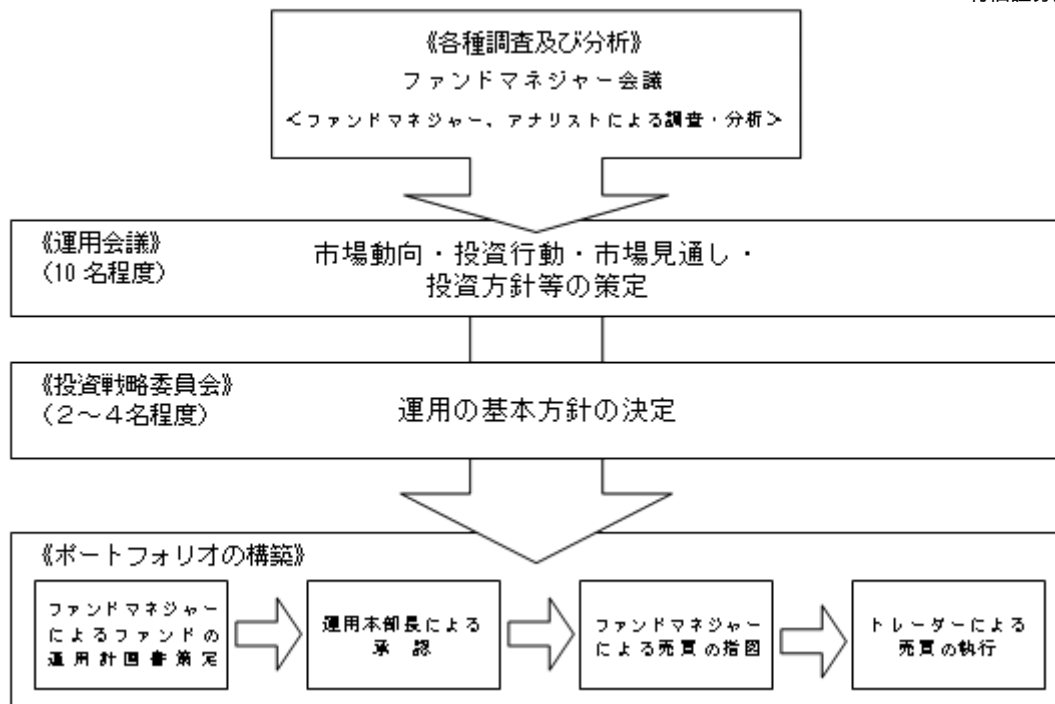 《各種調査及び分析》
ファンドマネジャー会議
＜ファンドマネジャー、アナリストによる調査・分析＞
《運用会議》
（10 名程度）
市場動向・投資行動・市場見通し・
投資方針等の策定
《投資戦略委員会》
（２～４名程度）
運用の基本方針の決定
《ポートフォリオの構築》
ファンドマネジャー
によるファンドの
運用計画書策定
運用本部長による
承　認
ファンドマネジャー
による売買の指図
トレーダーによる
売買の執行